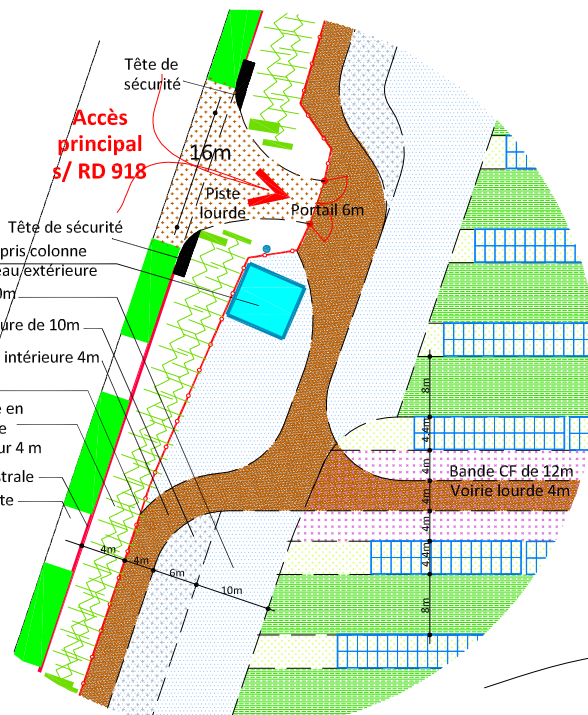 Tête de
sécurité
Accès
principal
s/ RD 918
16m
Piste
lourde
Portail 6m
Tête de sécurité
pris colonne
eau extérieure
0m
ure de 10m
intérieure 4m
e en
e
ur 4 m
strale
te
4m
4m
6m
10m
8m
4,4m
4m
Bande CF de 12m
4m
Voirie lourde 4m
4m
4,4m
8m